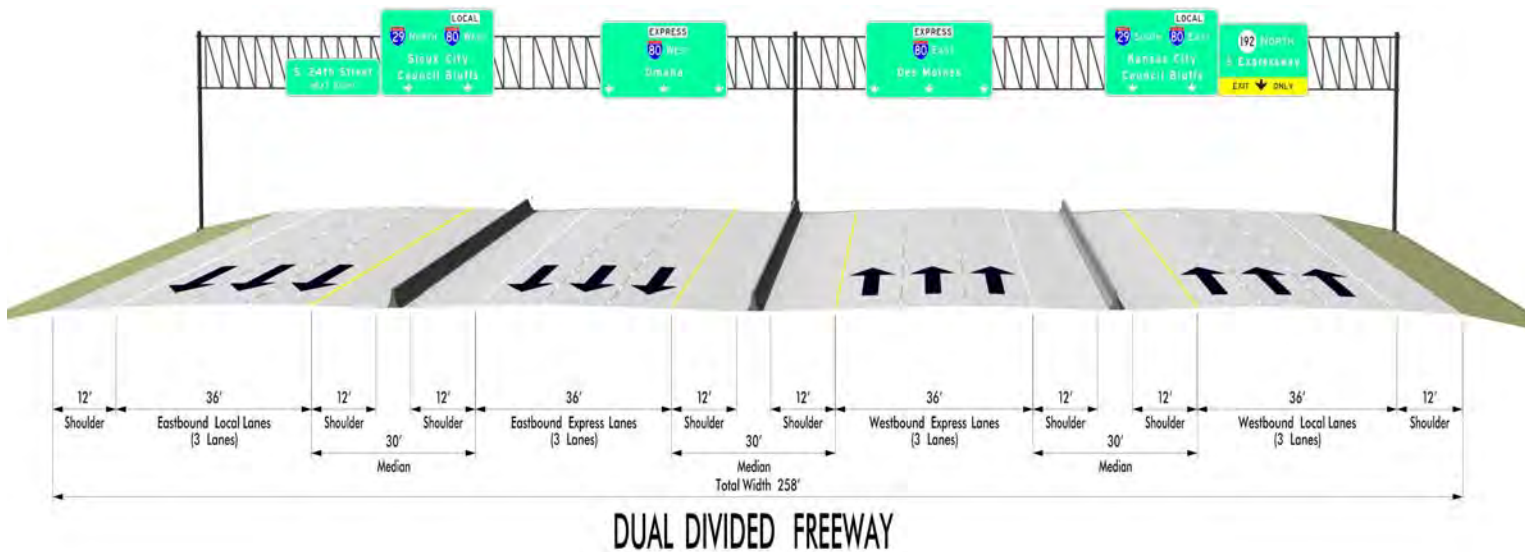 LOCAL
29 NORTH 80 WEST
Sioux City
Council Bluffs
S. 24th Street
NEXT RIGHT
EXPRESS
80 WEST
Omaha
EXPRESS
80 EAST
Des Moines
LOCAL
29 SOUTH 80 EAST
Kansas City
Council Bluffs
192 NORTH
S Expressway
EXIT ONLY
12' 36' 12' 12' 36' 12' 12' 36' 12' 12' 36' 12'
Shoulder Eastbound Local Lanes Shoulder Shoulder Eastbound Express Lanes Shoulder Shoulder Westbound Express Lanes Shoulder Shoulder Westbound Local Lanes Shoulder
(3 Lanes) (3 Lanes) (3 Lanes) (3 Lanes)
30' 30' 30'
Median Median Median
Total Width 258'
DUAL DIVIDED FREEWAY